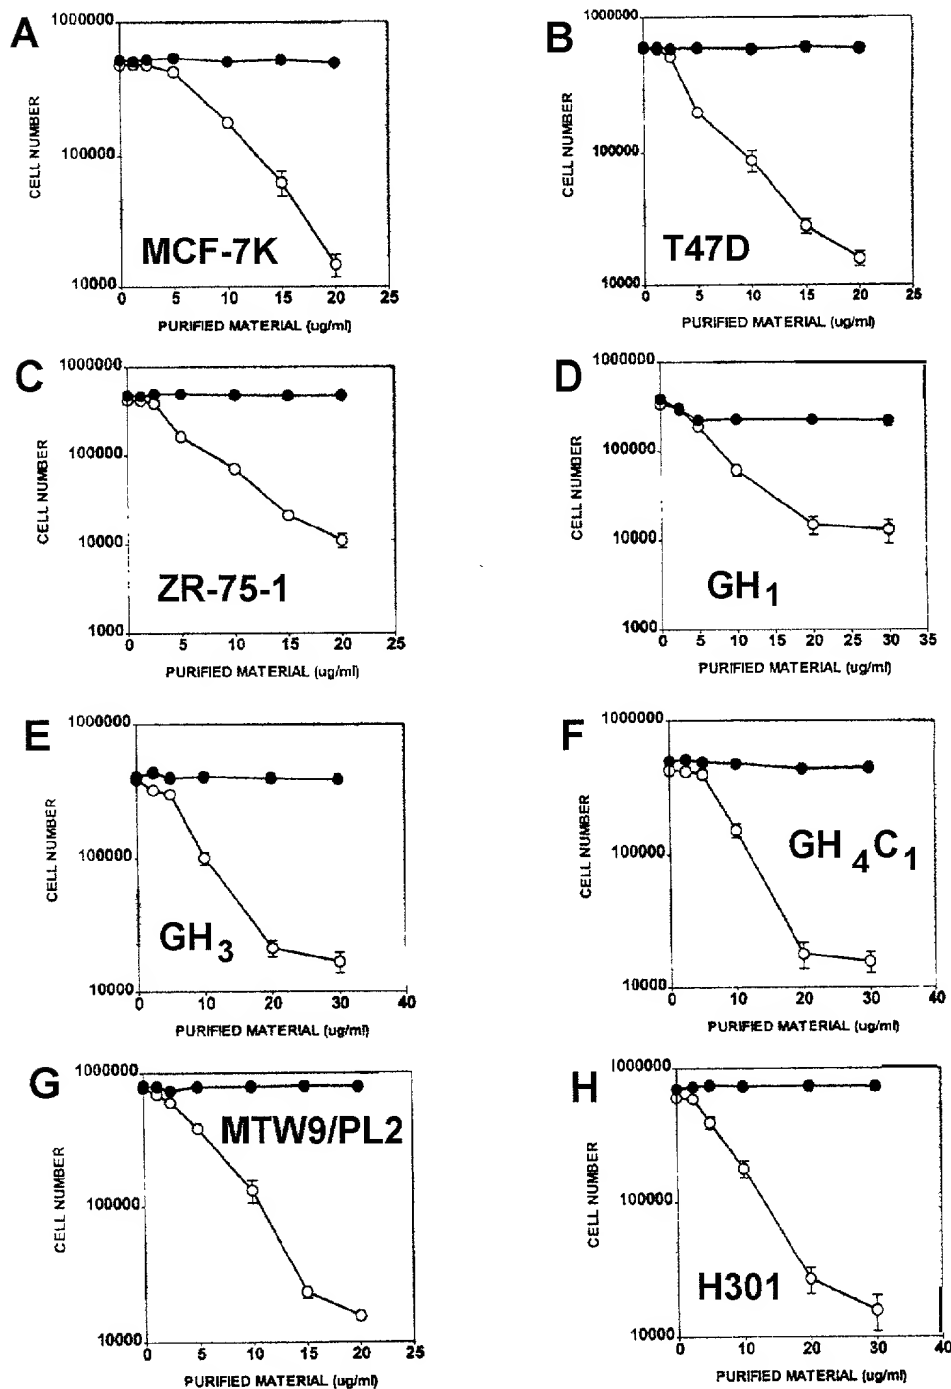 A
1000000
100000
10000
CELL NUMBER
MCF-7K
0 5 10 15 20 25
PURIFIED MATERIAL (ug/ml)
B
1000000
100000
10000
CELL NUMBER
T47D
0 5 10 15 20 25
PURIFIED MATERIAL (ug/ml)
C
1000000
100000
10000
1000
CELL NUMBER
ZR-75-1
0 5 10 15 20 25
PURIFIED MATERIAL (ug/ml)
D
1000000
100000
10000
1000
CELL NUMBER
GH1
0 5 10 15 20 25 30 35
PURIFIED MATERIAL (ug/ml)
E
1000000
100000
10000
CELL NUMBER
GH3
0 10 20 30 40
PURIFIED MATERIAL (ug/ml)
F
1000000
100000
10000
CELL NUMBER
GH4C1
0 10 20 30 40
PURIFIED MATERIAL (ug/ml)
G
1000000
100000
10000
CELL NUMBER
MTW9/PL2
0 5 10 15 20 25
PURIFIED MATERIAL (ug/ml)
H
1000000
100000
10000
CELL NUMBER
H301
0 10 20 30 40
PURIFIED MATERIAL (ug/ml)